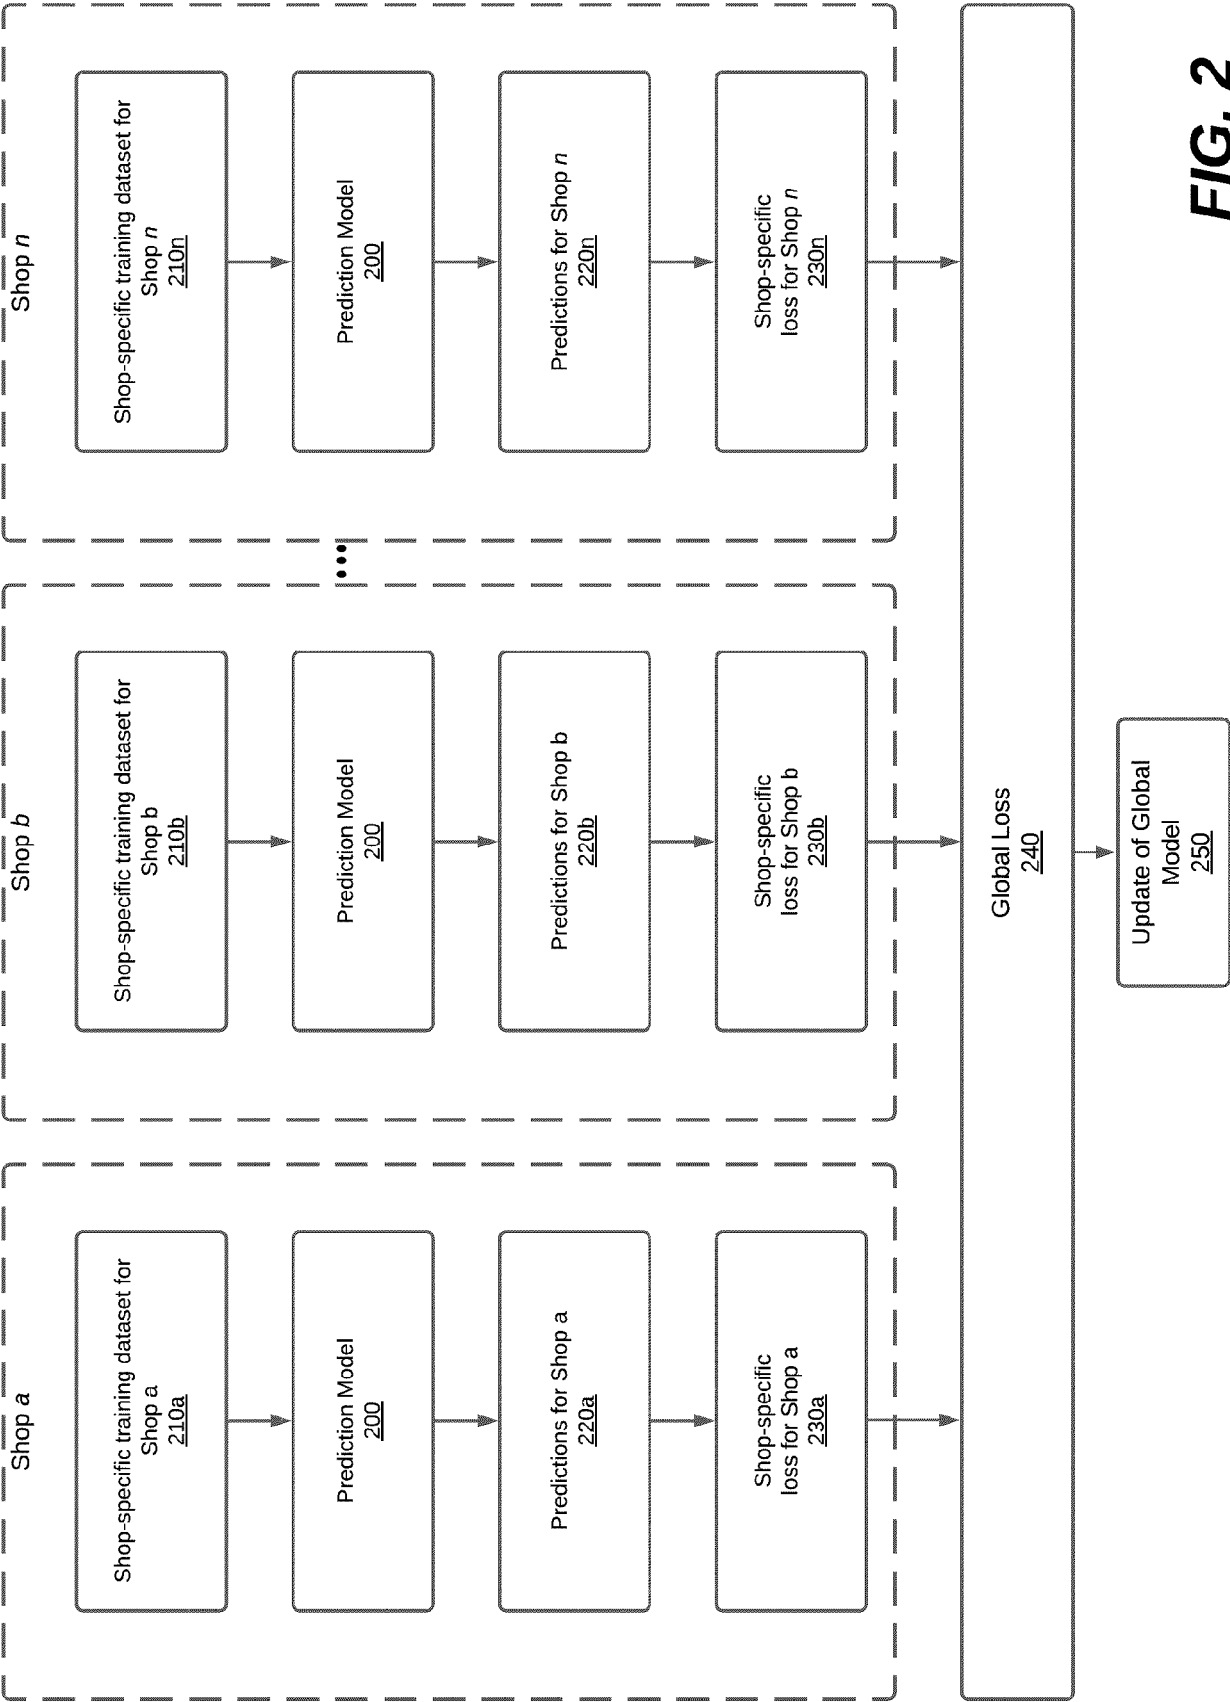 Shop a
Shop-specific training dataset for
Shop a
210a
Prediction Model
200
Predictions for Shop a
220a
Shop-specific
loss for Shop a
230a
Shop b
Shop-specific training dataset for
Shop b
210b
Prediction Model
200
Predictions for Shop b
220b
Shop-specific
loss for Shop b
230b
...
Shop n
Shop-specific training dataset for
Shop n
210n
Prediction Model
200
Predictions for Shop n
220n
Shop-specific
loss for Shop n
230n
Global Loss
240
Update of Global
Model
250
FIG. 2